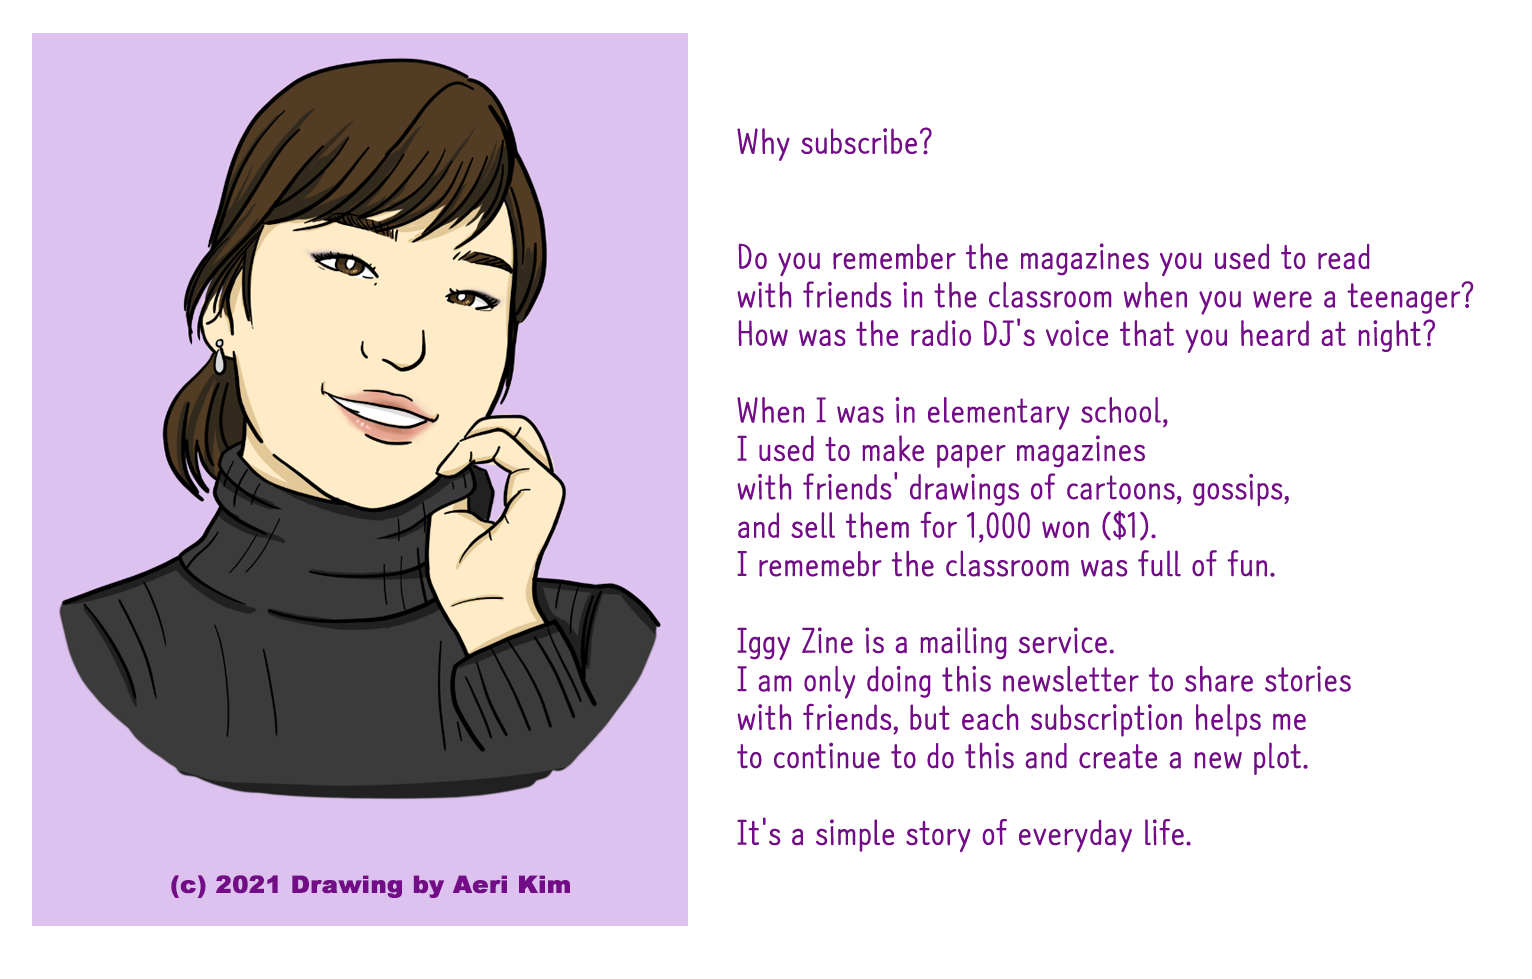 Why subscribe?
Do you remember the magazines you used to read
with friends in the classroom when you were a teenager?
How was the radio DJ's voice that you heard at night?
When I was in elementary school,
I used to make paper magazines
with friends' drawings of cartoons, gossips,
and sell them for 1,000 won ($1).
I rememebr the classroom was full of fun.
Iggy Zine is a mailing service.
I am only doing this newsletter to share stories
with friends, but each subscription helps me
to continue to do this and create a new plot.
It's a simple story of everyday life.
(c) 2021 Drawing by Aeri Kim